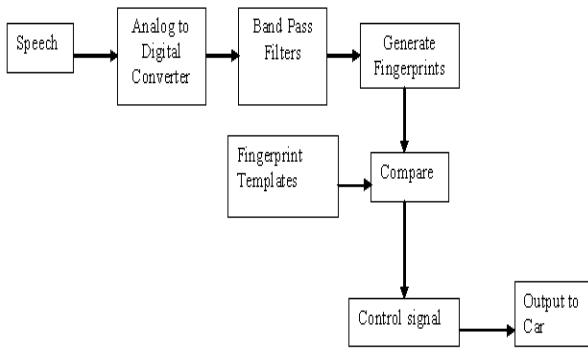 Speech
Analog to
Digital
Converter
Band Pass
Filters
Generate
Fingerprints
Fingerprint
Templates
Compare
Control signal
Output to
Car